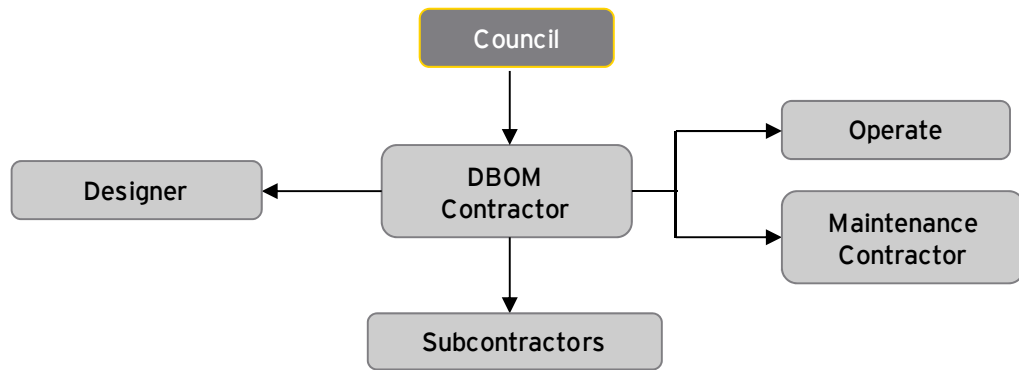 Council
Operate
Designer
DBOM
Contractor
Maintenance
Contractor
Subcontractors